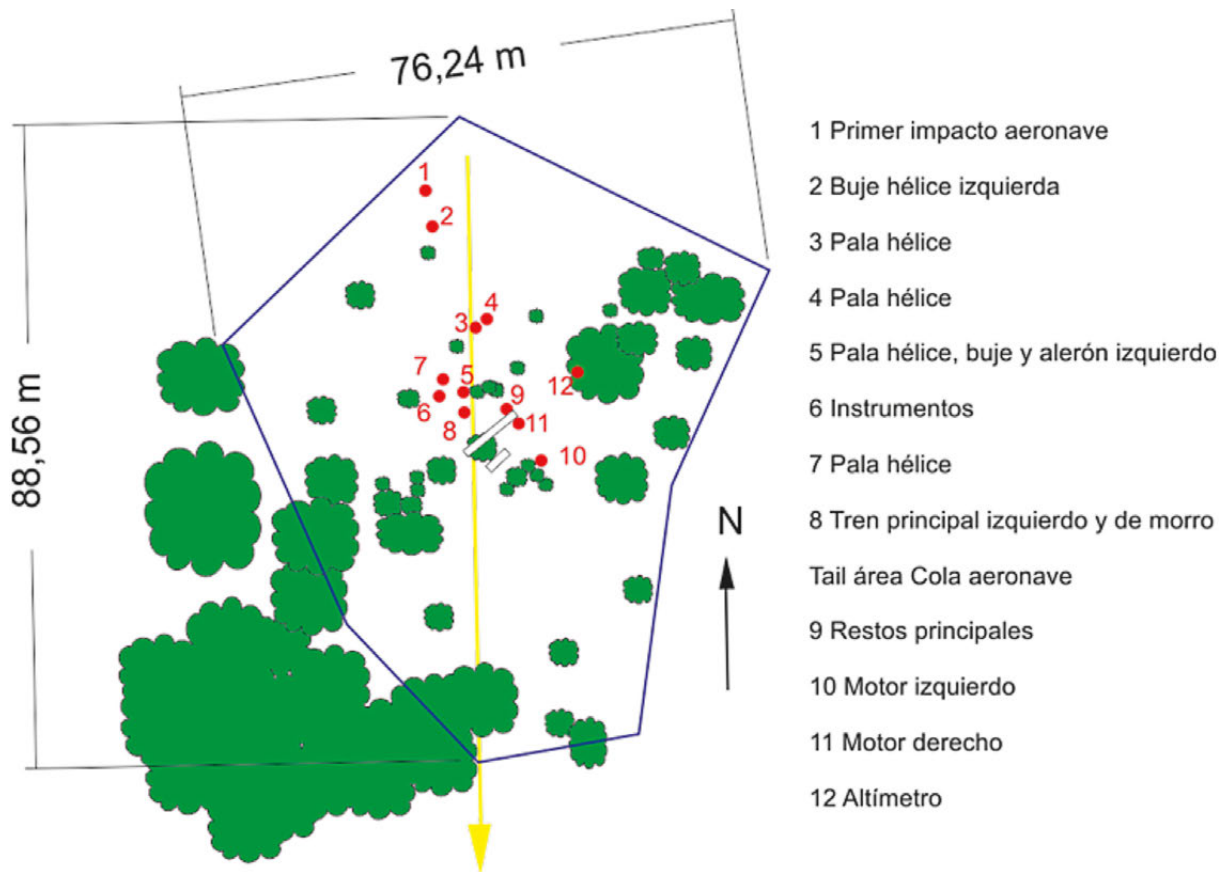 76,24 m
88,56 m
1
2
3
4
5
6
7
8
9
10
11
12
N
1 Primer impacto aeronave
2 Buje hélice izquierda
3 Pala hélice
4 Pala hélice
5 Pala hélice, buje y alerón izquierdo
6 Instrumentos
7 Pala hélice
8 Tren principal izquierdo y de morro
Tail área Cola aeronave
9 Restos principales
10 Motor izquierdo
11 Motor derecho
12 Altímetro